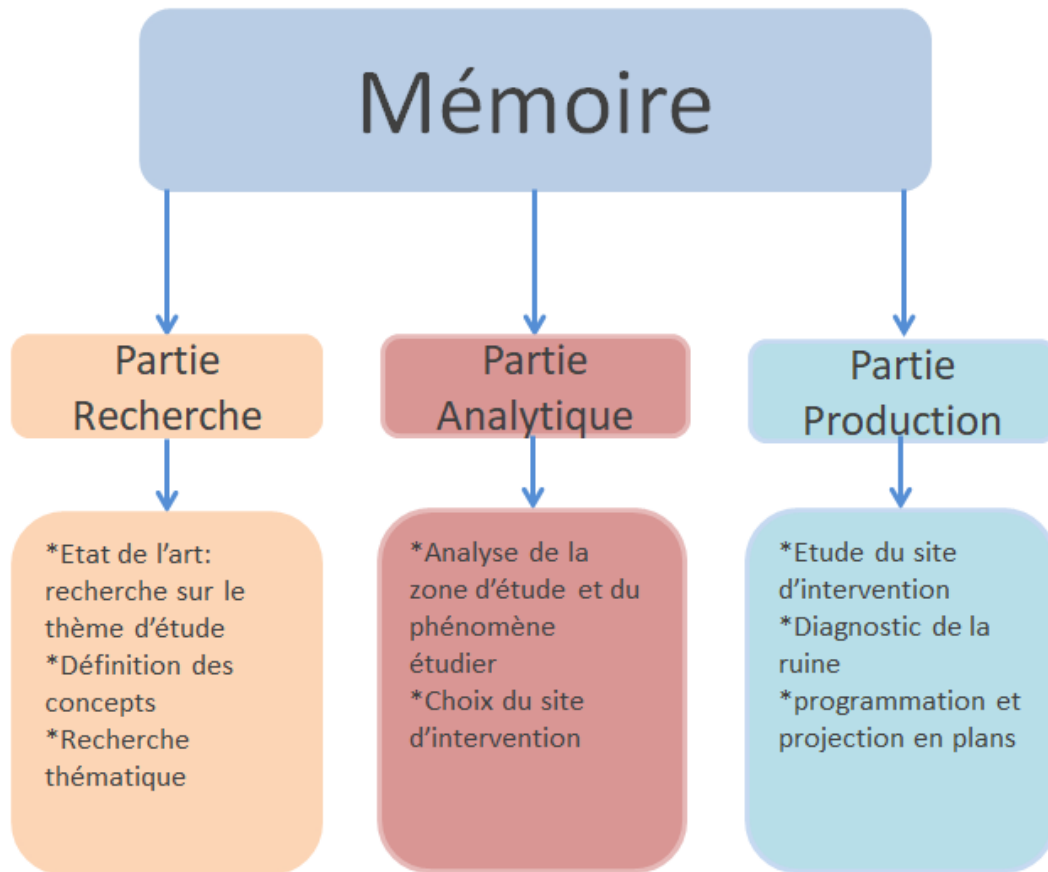 Mémoire
Partie
Recherche
Partie
Analytique
Partie
Production
*Etat de l'art:
recherche sur le
thème d'étude
*Définition des
concepts
*Recherche
thématique
*Analyse de la
zone d'étude et du
phénomène
étudier
*Choix du site
d'intervention
*Etude du site
d'intervention
*Diagnostic de la
ruine
*programmation et
projection en plans